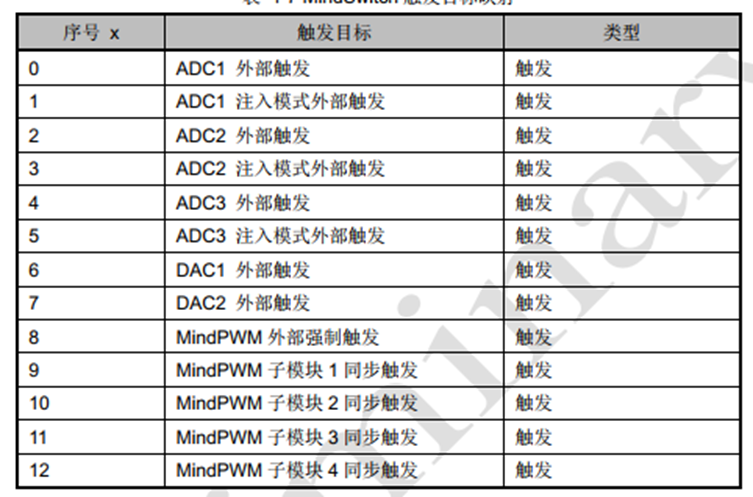 序号 x 触发目标 类型
0 ADC1 外部触发 触发
1 ADC1 注入模式外部触发 触发
2 ADC2 外部触发 触发
3 ADC2 注入模式外部触发 触发
4 ADC3 外部触发 触发
5 ADC3 注入模式外部触发 触发
6 DAC1 外部触发 触发
7 DAC2 外部触发 触发
8 MindPWM 外部强制触发 触发
9 MindPWM 子模块 1 同步触发 触发
10 MindPWM 子模块 2 同步触发 触发
11 MindPWM 子模块 3 同步触发 触发
12 MindPWM 子模块 4 同步触发 触发